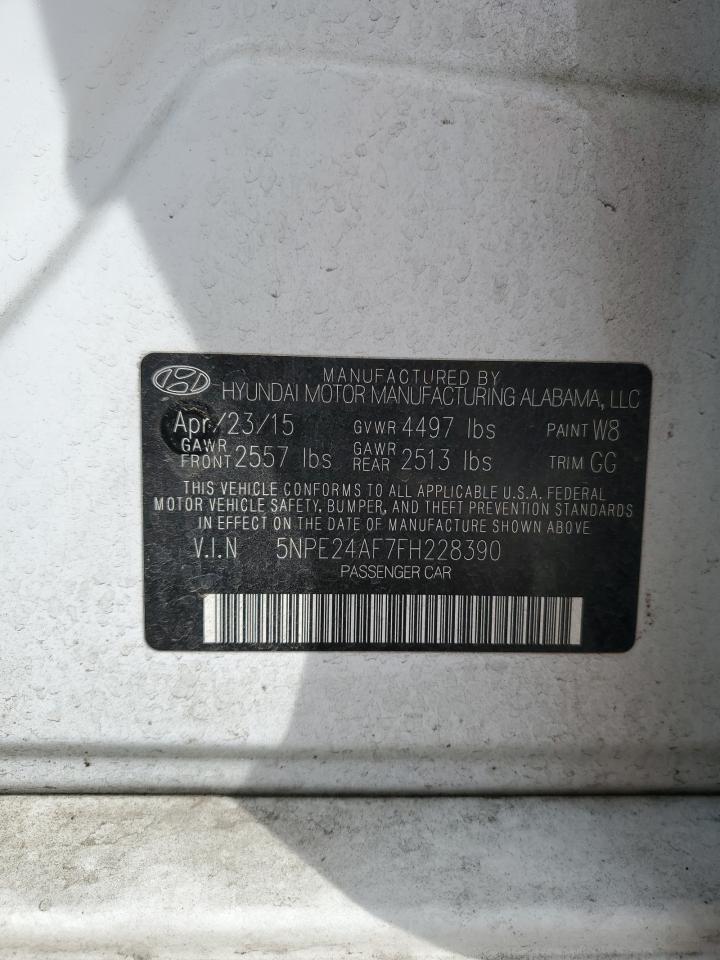 MANUFACTURED BY
HYUNDAI MOTOR MANUFACTURING ALABAMA, LLC
Apr/23/15 GVWR 4497 lbs PAINT W8
GAWR FRONT 2557 lbs GAWR REAR 2513 lbs TRIM GG
THIS VEHICLE CONFORMS TO ALL APPLICABLE U.S.A. FEDERAL
MOTOR VEHICLE SAFETY, BUMPER, AND THEFT PREVENTION STANDARDS
IN EFFECT ON THE DATE OF MANUFACTURE SHOWN ABOVE.
V.I.N 5NPE24AF7FH228390
PASSENGER CAR